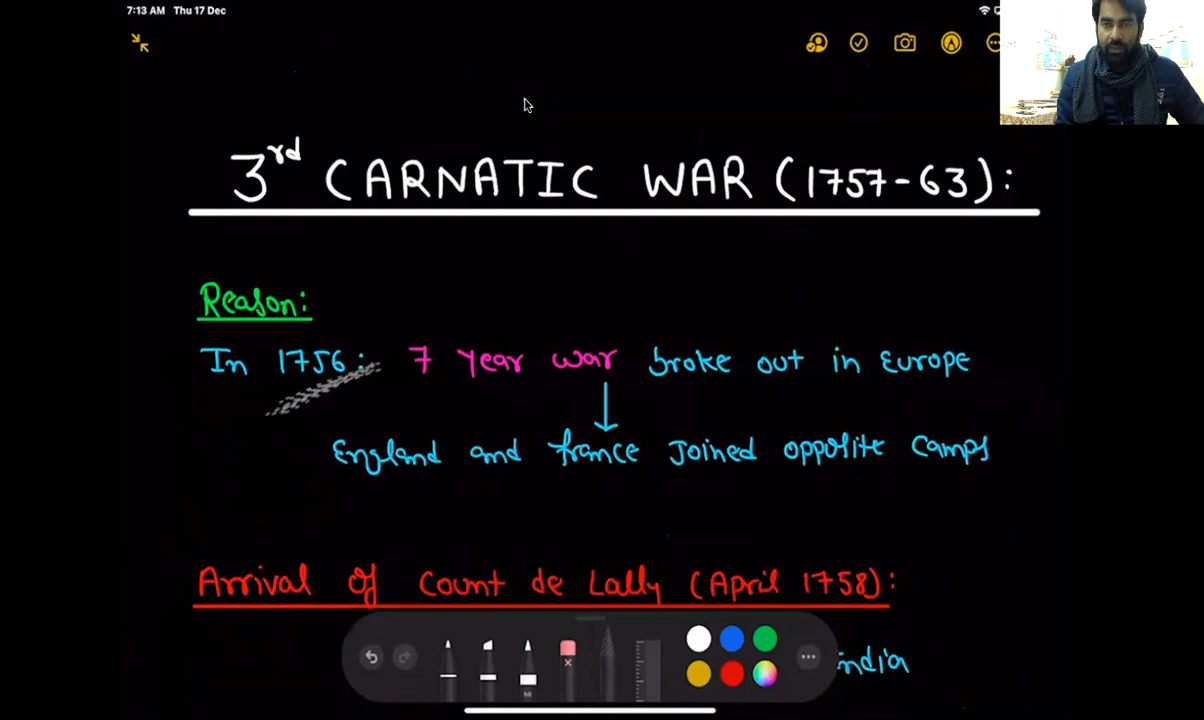 7:13 AM Thu 17 Dec
3rd CARNATIC WAR (1757-63):
Reason:
In 1756: 7 year war broke out in Europe
England and france Joined opposite camps
Arrival of Count de Lally (April 1758):
india